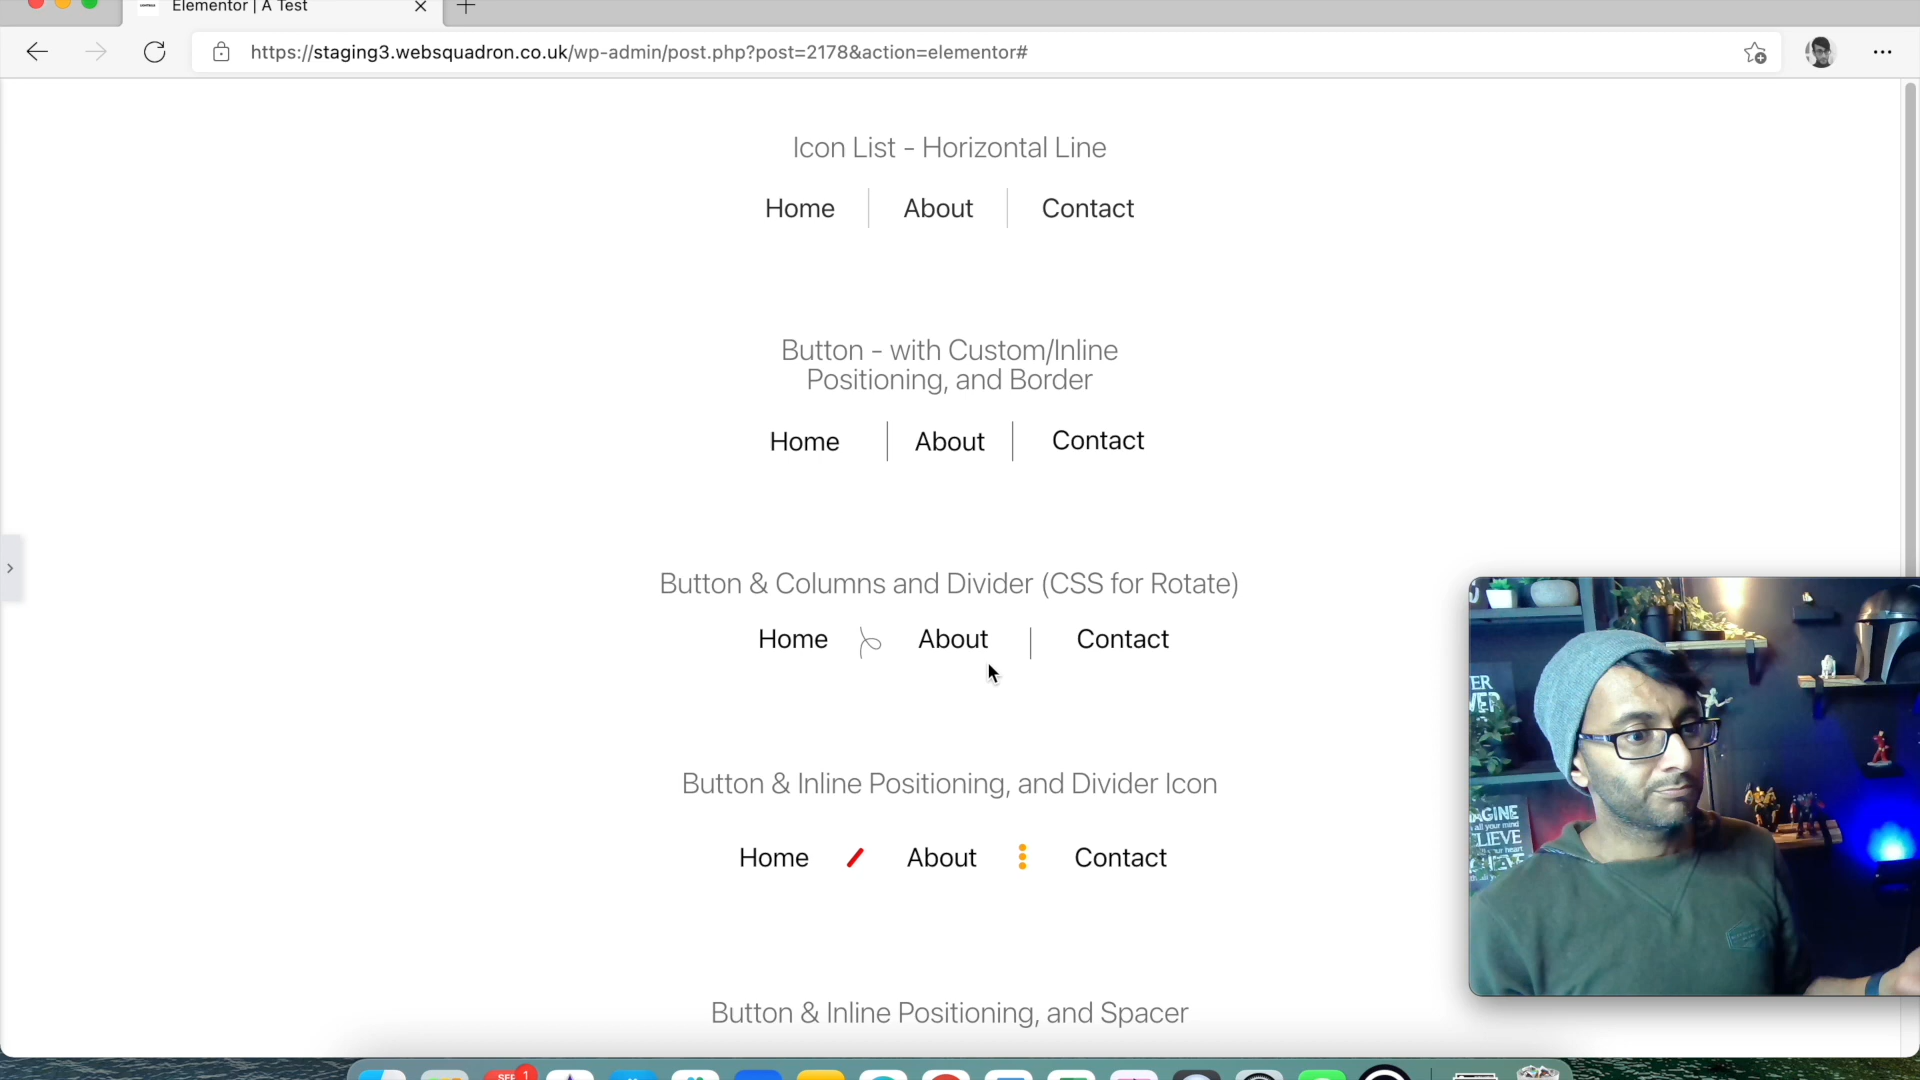 Elementor | A Test
https://staging3.websquadron.co.uk/wp-admin/post.php?post=2178&action=elementor#
Icon List - Horizontal Line
Home About Contact
Button - with Custom/Inline
Positioning, and Border
Home About Contact
Button & Columns and Divider (CSS for Rotate)
Home About Contact
Button & Inline Positioning, and Divider Icon
Home About Contact
Button & Inline Positioning, and Spacer
SEP 1